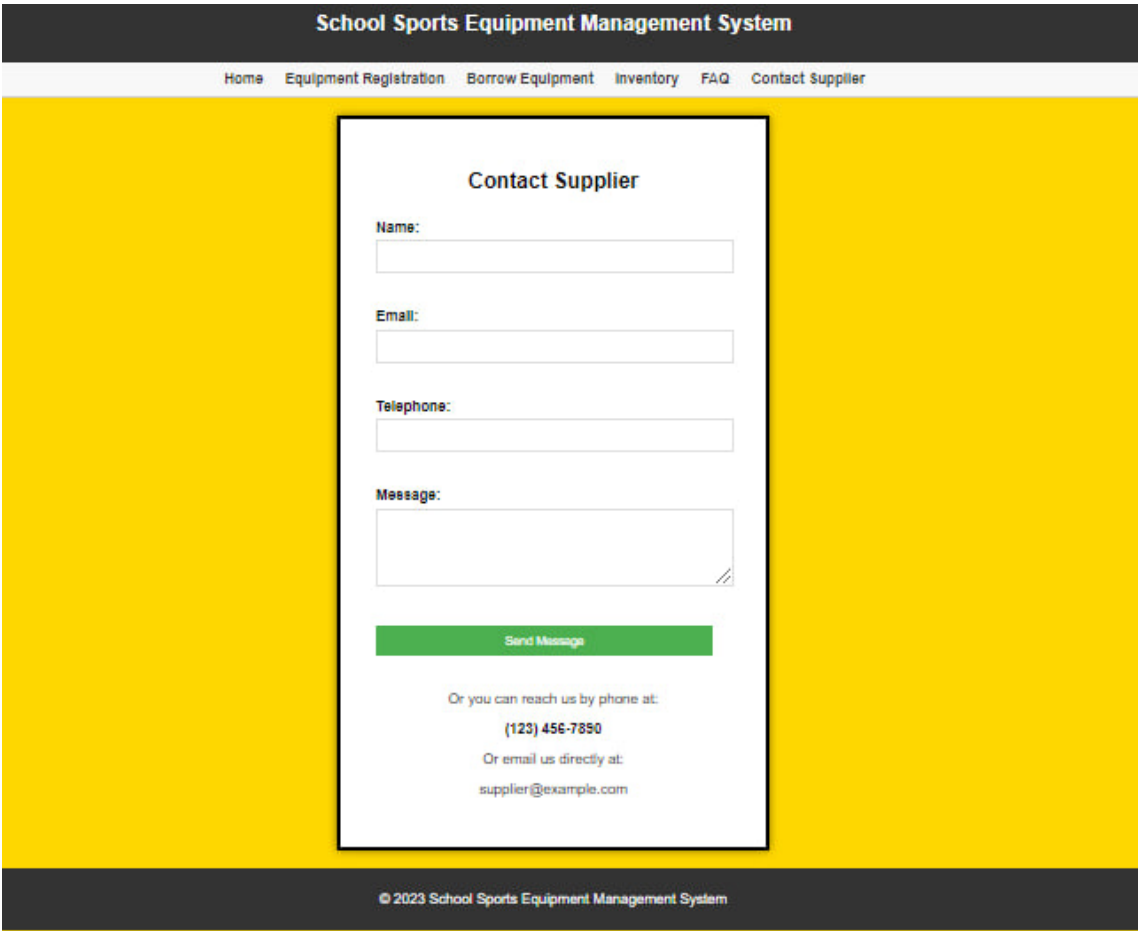 School Sports Equipment Management System
Home Equipment Registration Borrow Equipment Inventory FAQ Contact Supplier
Contact Supplier
Name:
Email:
Telephone:
Message:
Send Message
Or you can reach us by phone at:
(123) 456-7890
Or email us directly at:
supplier@example.com
© 2023 School Sports Equipment Management System